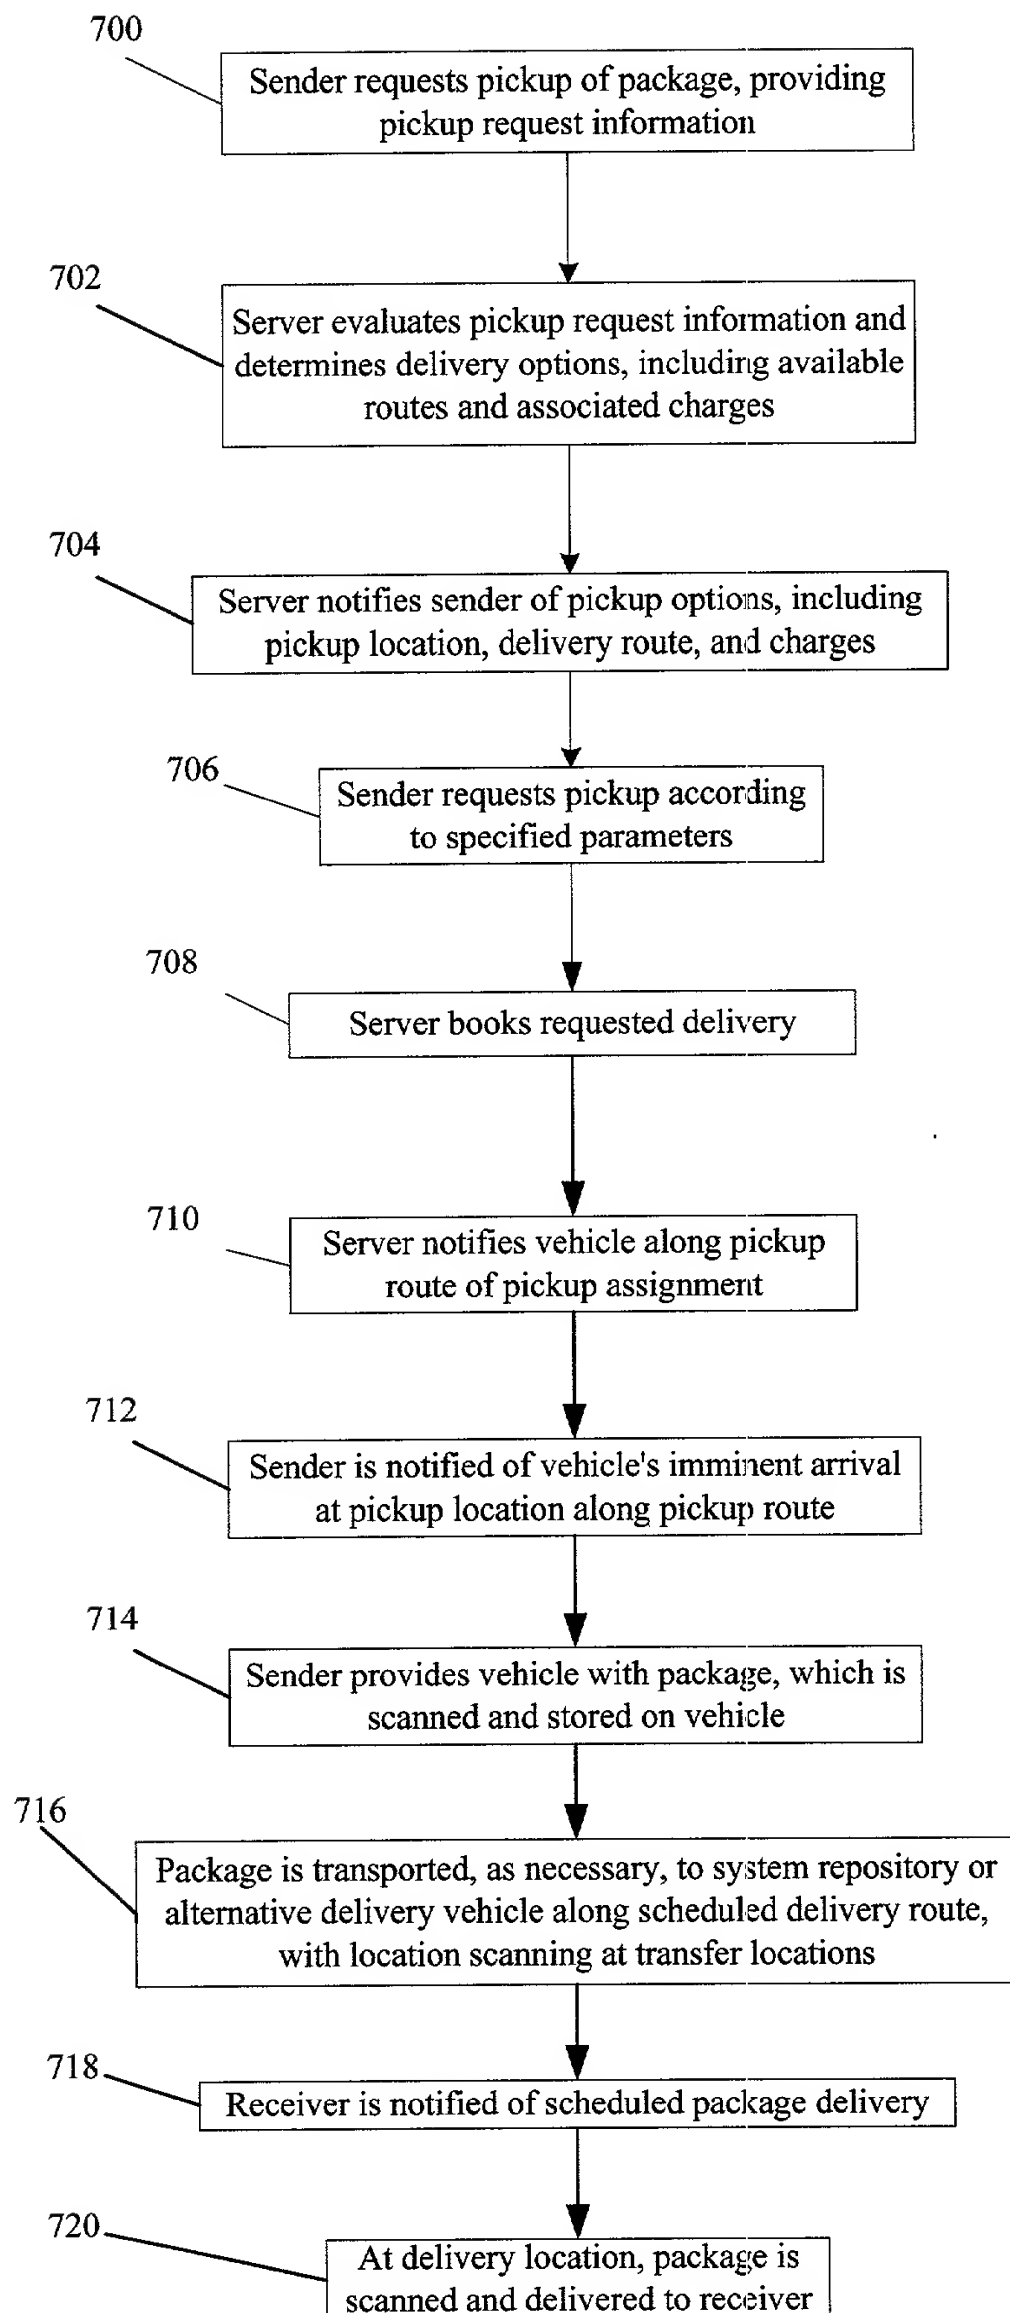 700
Sender requests pickup of package, providing
pickup request information
702
Server evaluates pickup request information and
determines delivery options, including available
routes and associated charges
704
Server notifies sender of pickup options, including
pickup location, delivery route, and charges
706
Sender requests pickup according
to specified parameters
708
Server books requested delivery
710
Server notifies vehicle along pickup
route of pickup assignment
712
Sender is notified of vehicle's imminent arrival
at pickup location along pickup route
714
Sender provides vehicle with package, which is
scanned and stored on vehicle
716
Package is transported, as necessary, to system repository or
alternative delivery vehicle along scheduled delivery route,
with location scanning at transfer locations
718
Receiver is notified of scheduled package delivery
720
At delivery location, package is
scanned and delivered to receiver